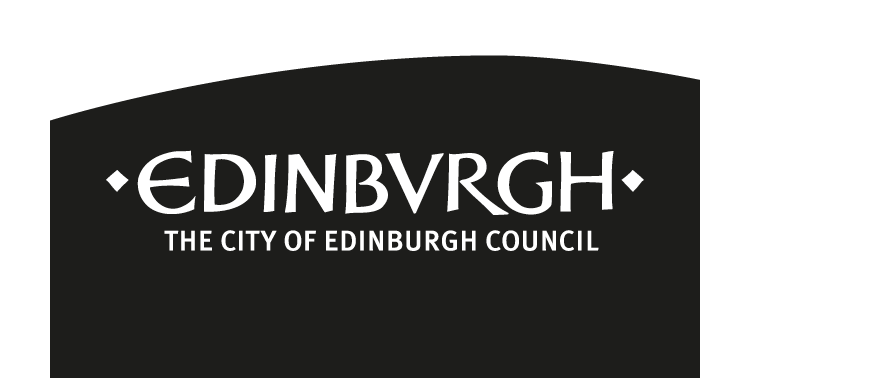 EDINBVRGH
THE CITY OF EDINBURGH COUNCIL